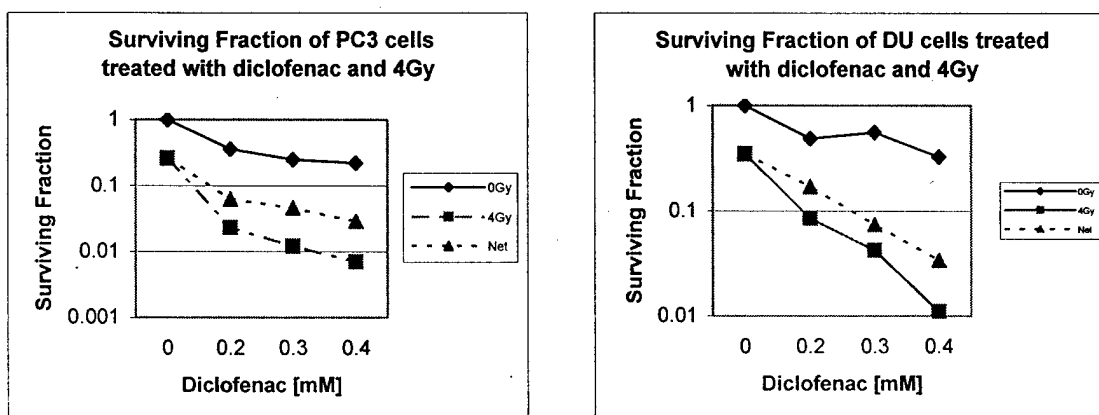 Surviving Fraction of PC3 cells
treated with diclofenac and 4Gy
Surviving Fraction
1
0.1
0.01
0.001
0 0.2 0.3 0.4
Diclofenac [mM]
0Gy
4Gy
Net
Surviving Fraction of DU cells treated
with diclofenac and 4Gy
Surviving Fraction
1
0.1
0.01
0 0.2 0.3 0.4
Diclofenac [mM]
0Gy
4Gy
Net